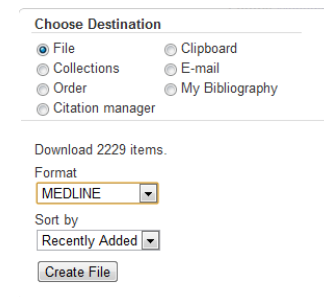 Choose Destination
File Clipboard
Collections E-mail
Order My Bibliography
Citation manager
Download 2229 items.
Format
MEDLINE
Sort by
Recently Added
Create File